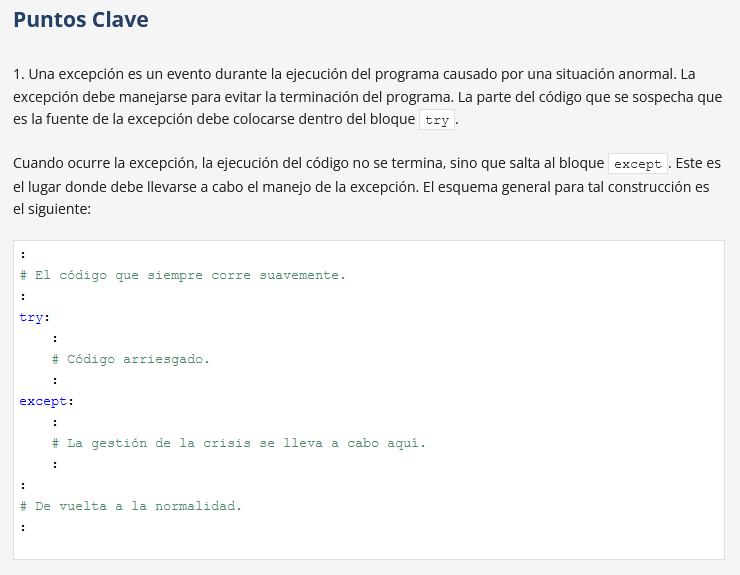 Puntos Clave
1. Una excepción es un evento durante la ejecución del programa causado por una situación anormal. La
excepción debe manejarse para evitar la terminación del programa. La parte del código que se sospecha que
es la fuente de la excepción debe colocarse dentro del bloque try.
Cuando ocurre la excepción, la ejecución del código no se termina, sino que salta al bloque except. Este es
el lugar donde debe llevarse a cabo el manejo de la excepción. El esquema general para tal construcción es
el siguiente:
:
# El código que siempre corre suavemente.
:
try:
    :
    # Código arriesgado.
    :
except:
    :
    # La gestión de la crisis se lleva a cabo aquí.
    :
:
# De vuelta a la normalidad.
: